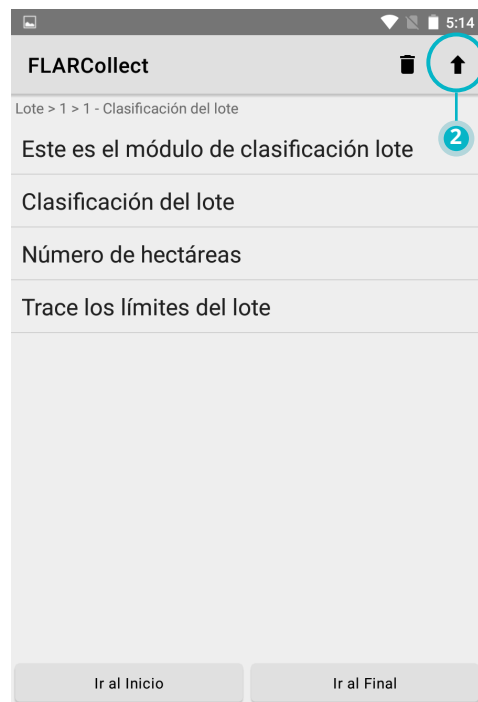 5:14
FLARCollect
Lote > 1 > 1 - Clasificación del lote
2
Este es el módulo de clasificación lote
Clasificación del lote
Número de hectáreas
Trace los límites del lote
Ir al Inicio
Ir al Final